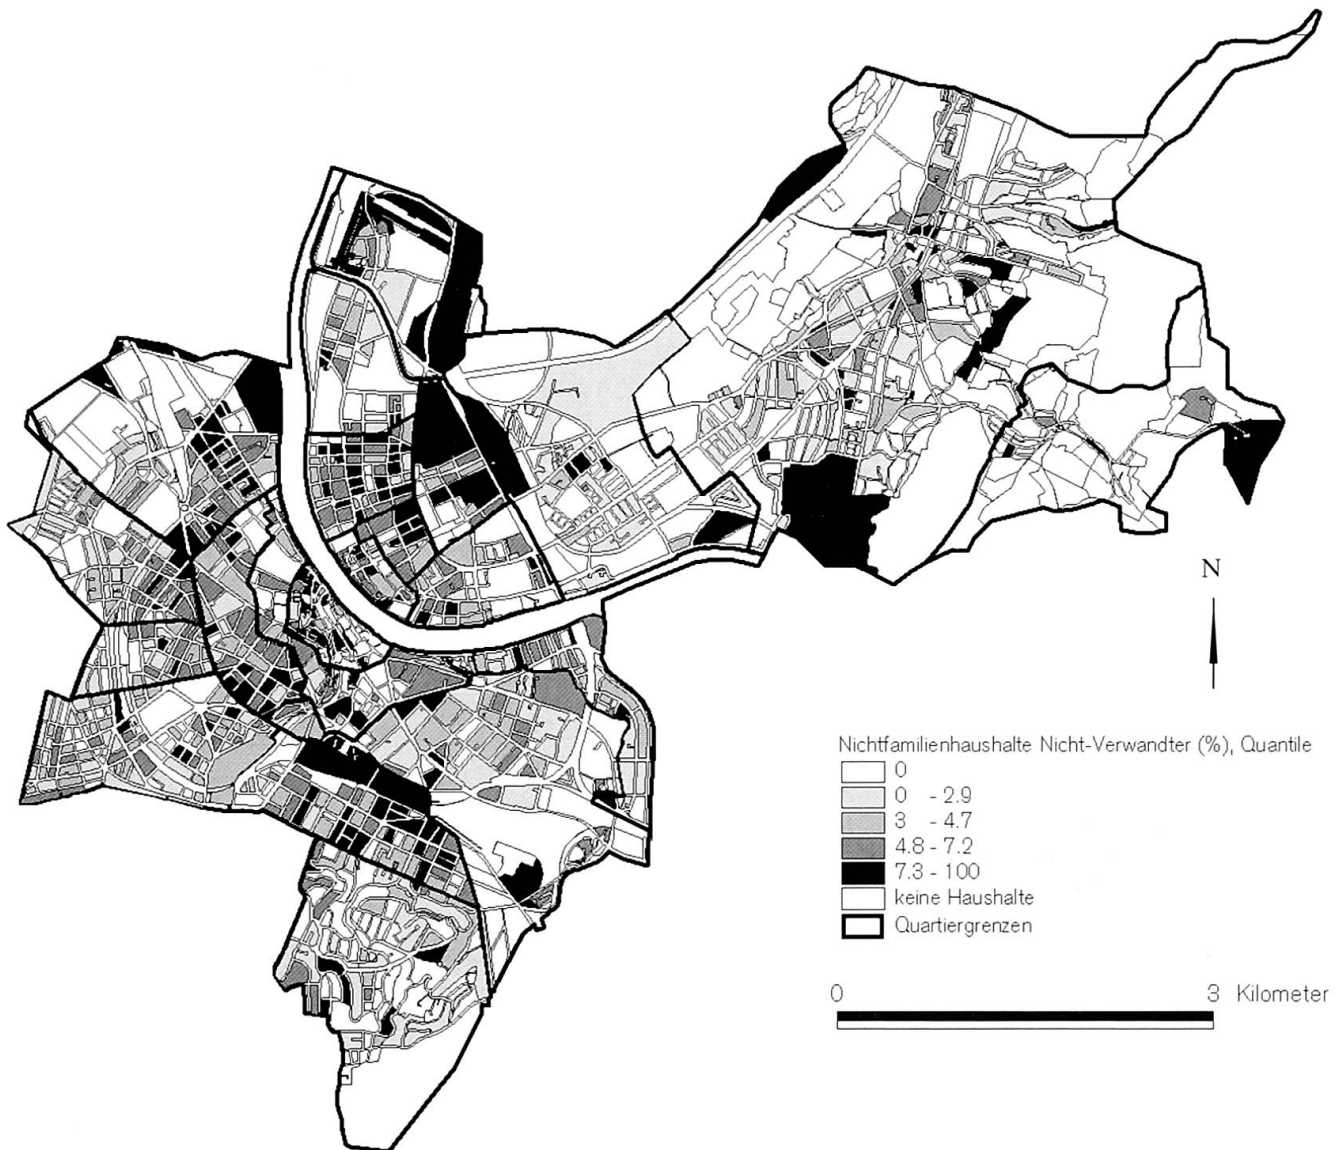 N
Nichtfamilienhaushalte Nicht-Verwandter (%), Quantile
0
0 - 2.9
3 - 4.7
4.8 - 7.2
7.3 - 100
keine Haushalte
Quartiergrenzen
0 3 Kilometer